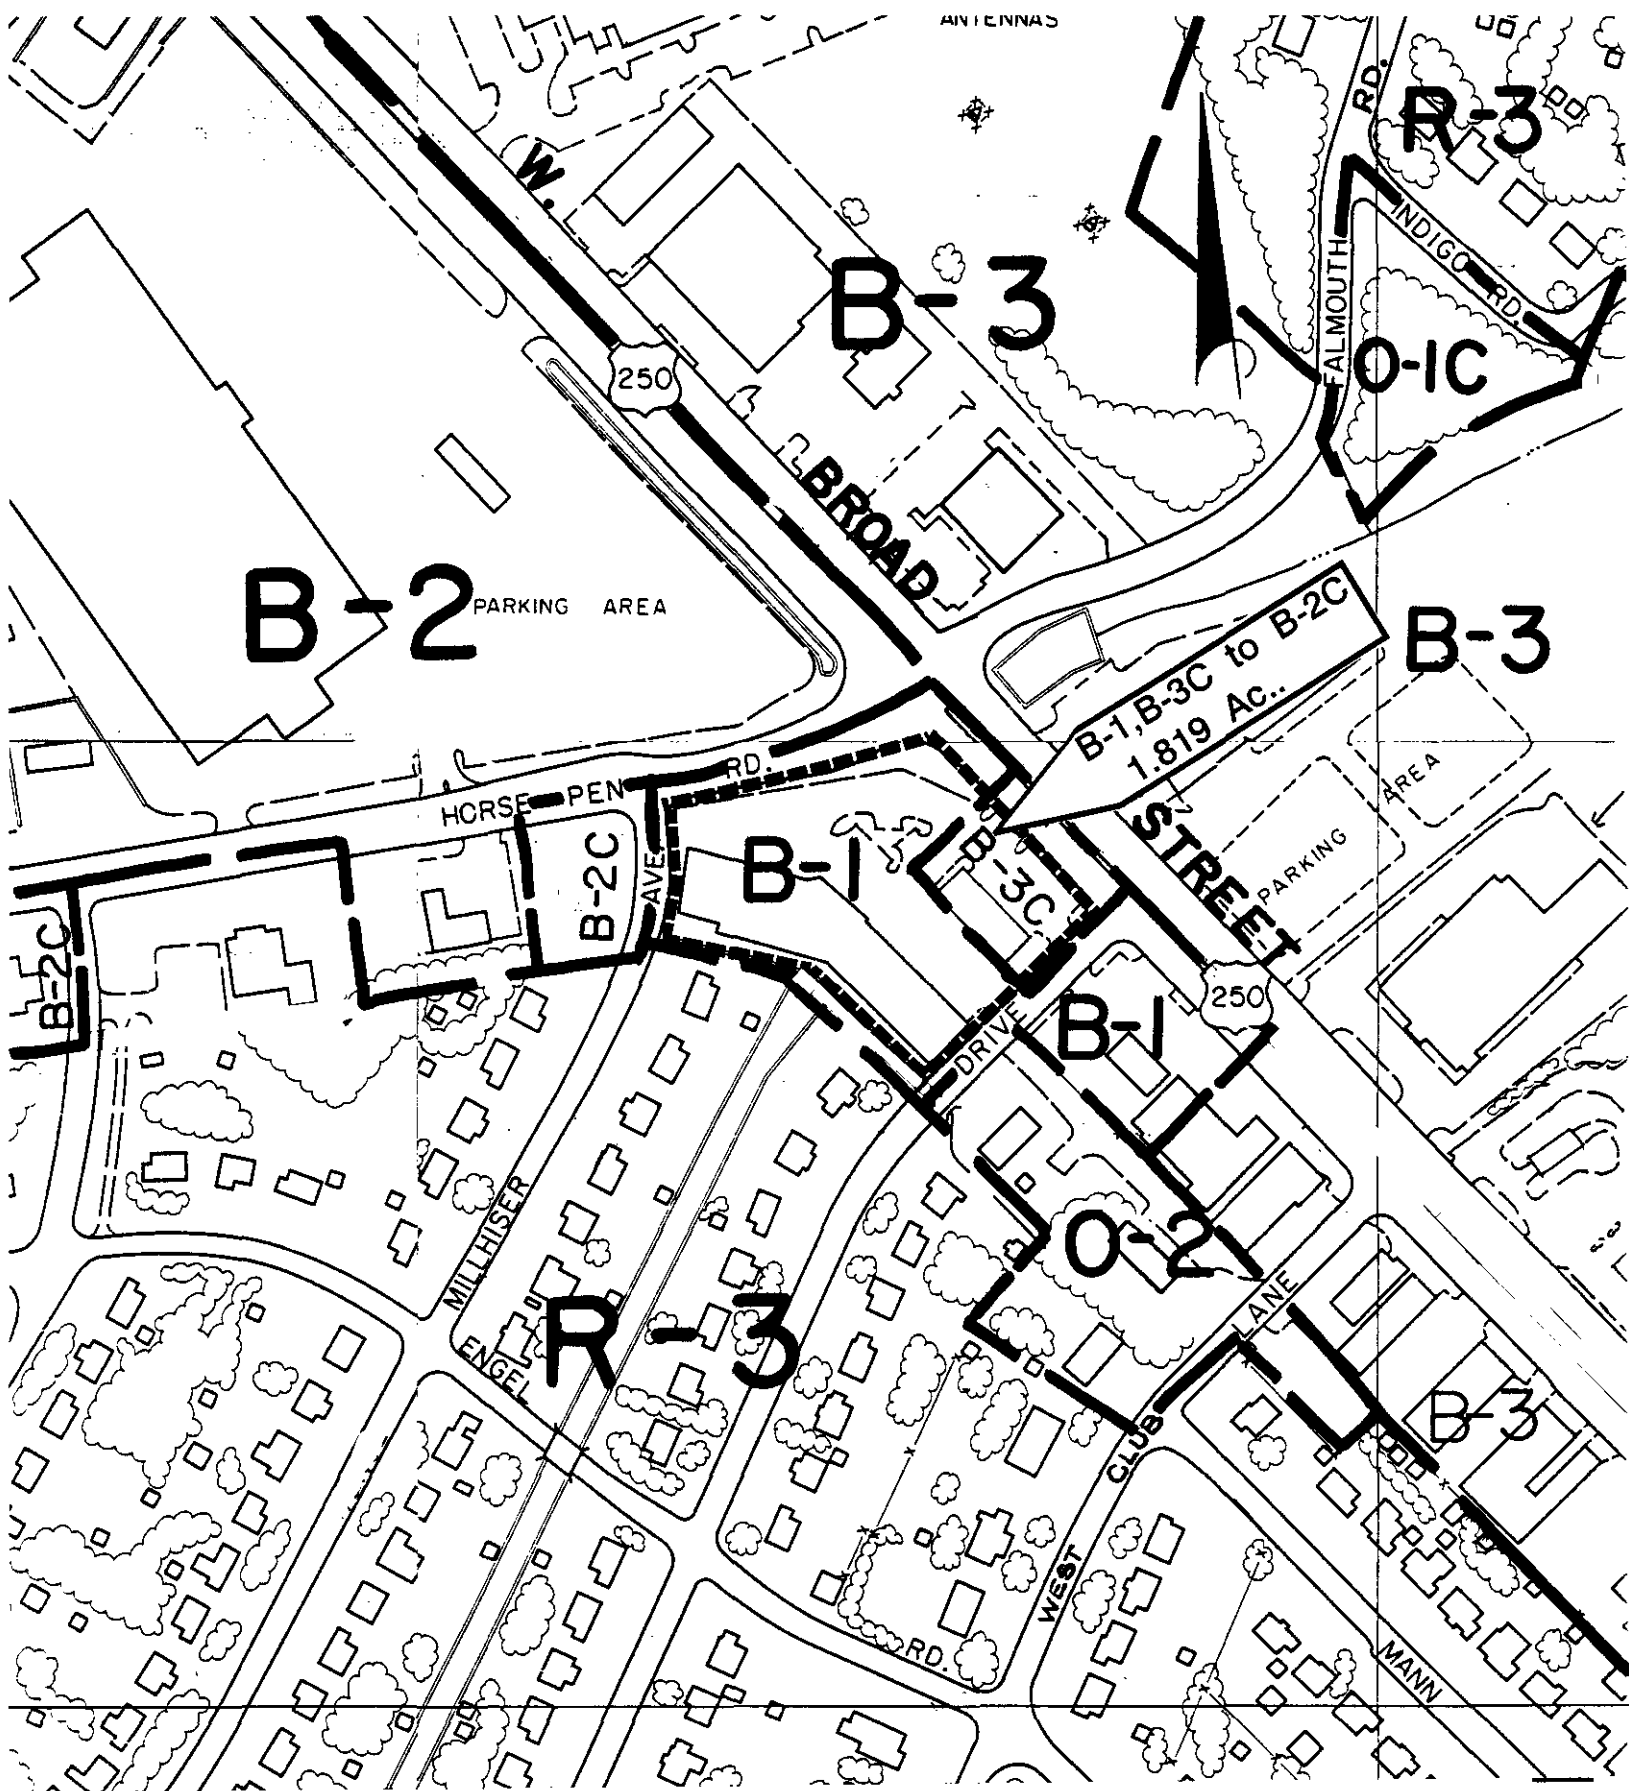 ANTENNAS
RD.
R-3
W.
INDIGO RD.
B-3
FALMOUTH
O-1C
250
BROAD
B-2
PARKING AREA
B-1,B-3C to B-2C
1.819 Ac..
B-3
RD.
HORSE PEN
AREA
PARKING
STREET
B-1
B-3C
B-2C
AVE
B-2C
250
B-1
DRIVE
MILLHISER
O-2
LANE
R-3
ENGEL
B-3
CLUB
WEST
RD.
MANN